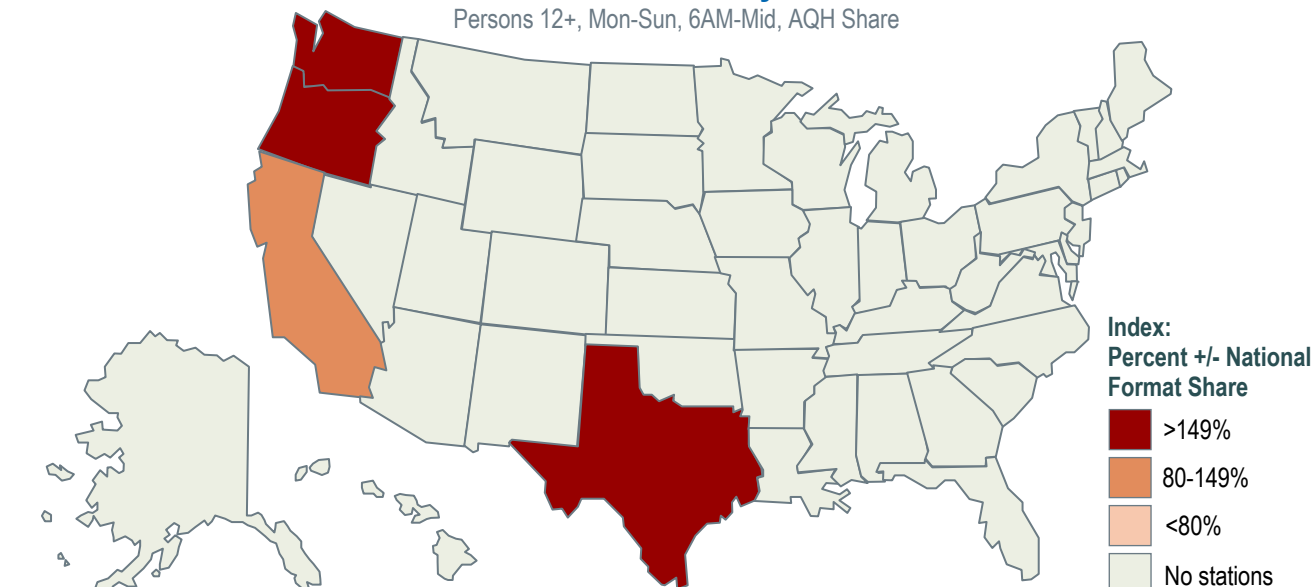 Persons 12+, Mon-Sun, 6AM-Mid, AQH Share
Index:
Percent +/- National
Format Share
>149%
80-149%
<80%
No stations